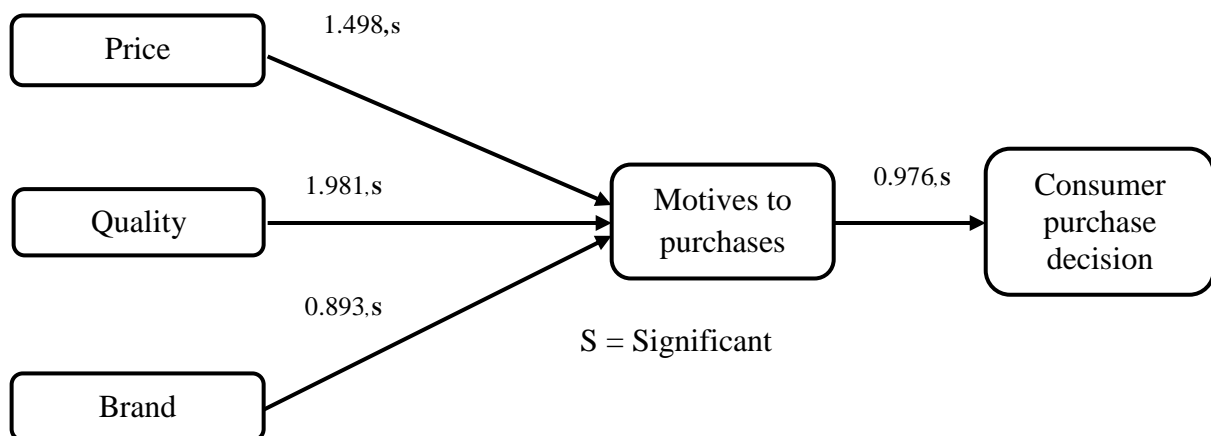 1.498,s
Price
1.981,s
Quality
0.893,s
Brand
Motives to
purchases
0.976,s
Consumer
purchase
decision
S = Significant